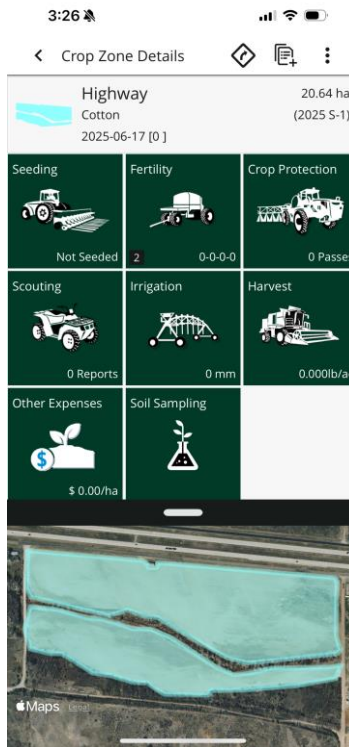 3:26
Crop Zone Details
Highway
20.64 ha
Cotton
(2025 S-1)
2025-06-17 [0 ]
Seeding
Fertility
Crop Protection
Not Seeded
2
0-0-0-0
0 Passes
Scouting
Irrigation
Harvest
0 Reports
0 mm
0.000lb/a
Other Expenses
Soil Sampling
$
$ 0.00/ha
Maps Legal